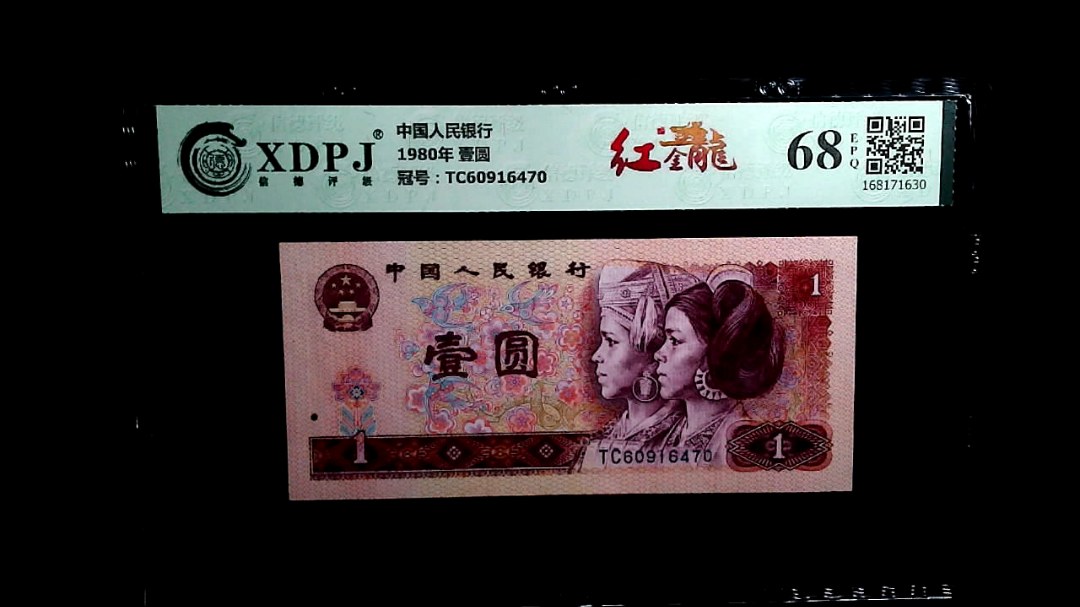 XDPJ®
信德评级
中国人民银行
1980年 壹圆
冠号：TC60916470
红金龍
68
EPQ
168171630
中国人民银行
1
壹圆
1
TC60916470
1